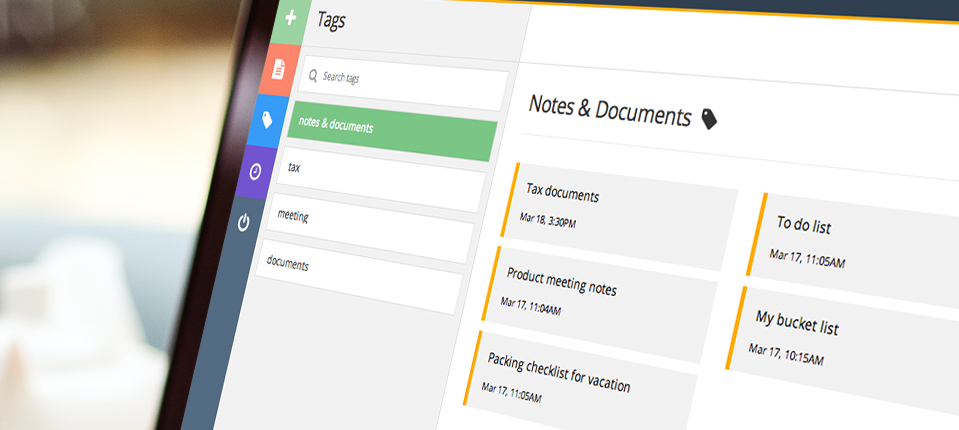 Tags
Search tags
notes & documents
tax
meeting
documents
Notes & Documents
Tax documents
Mar 18, 3:30PM
Product meeting notes
Mar 17, 11:04AM
Packing checklist for vacation
Mar 17, 11:05AM
To do list
Mar 17, 11:05AM
My bucket list
Mar 17, 10:15AM